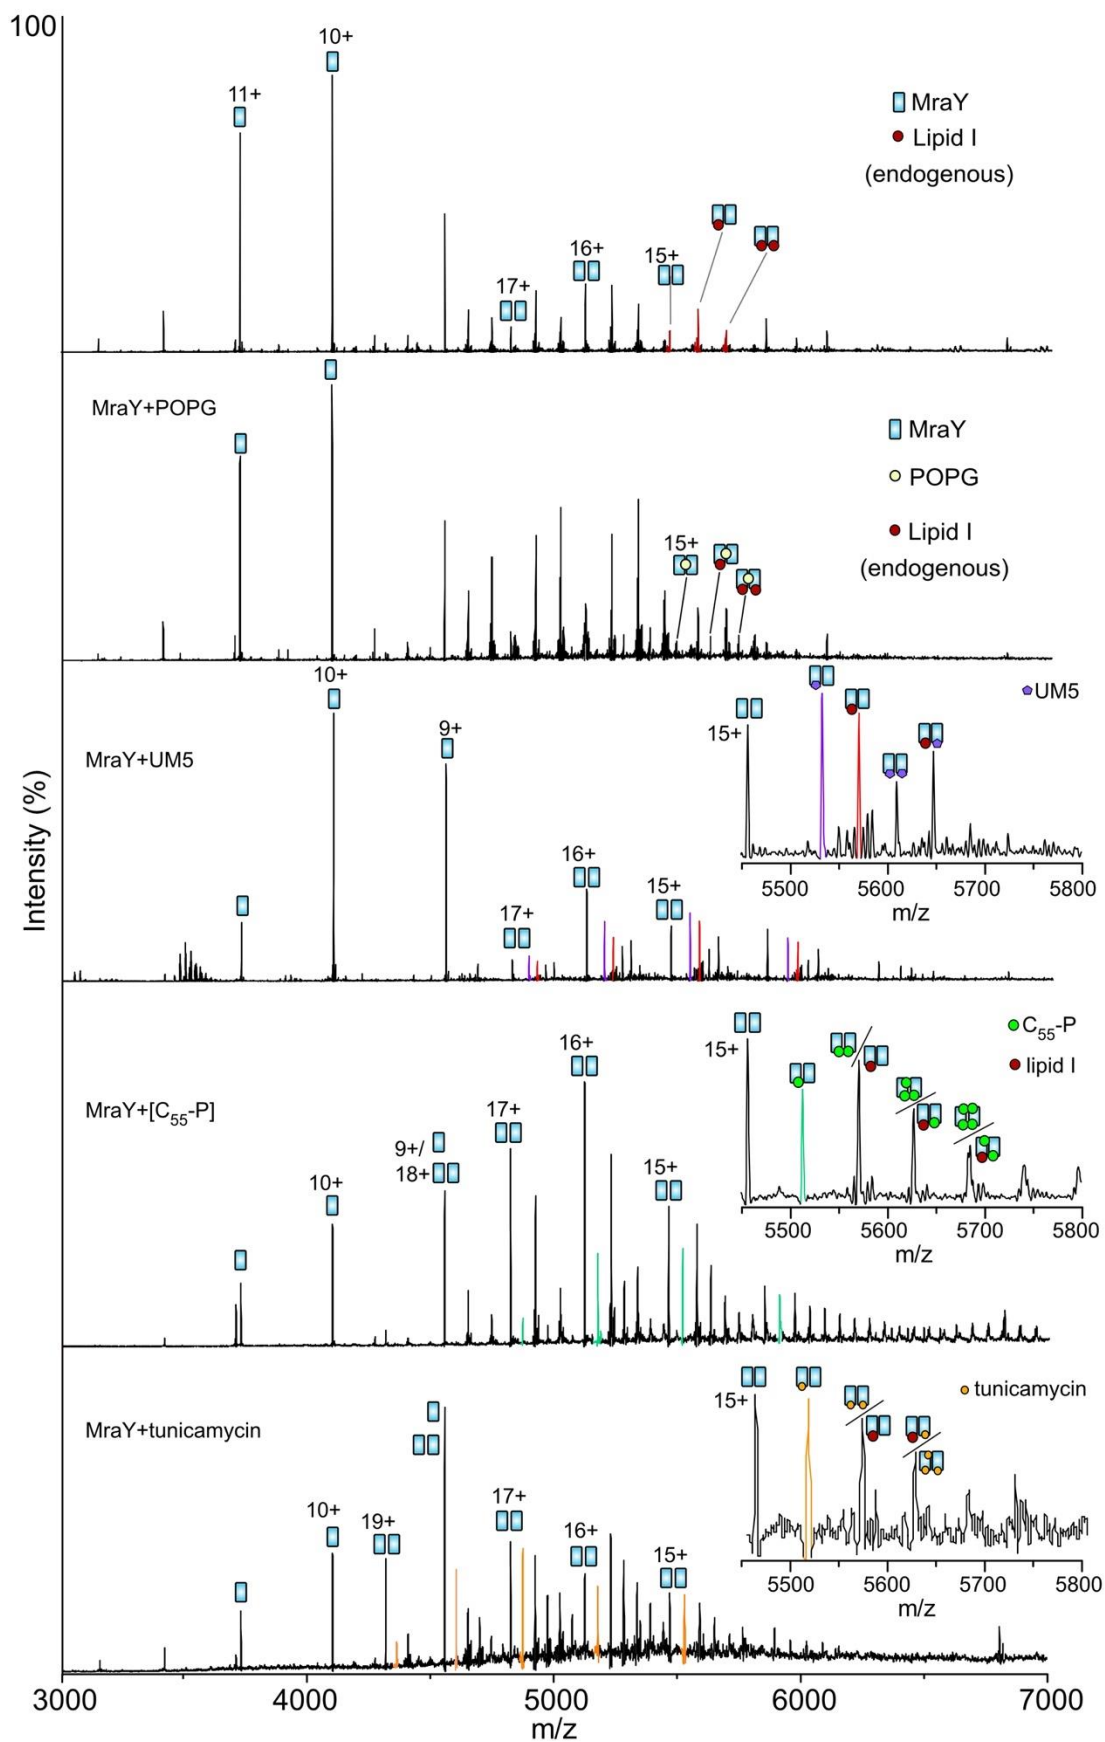 100
10+
11+
MraY
Lipid I
(endogenous)
17+
16+
15+
MraY+POPG
MraY
POPG
Lipid I
(endogenous)
15+
MraY+UM5
10+
9+
17+
16+
15+
UM5
15+
5500 5600 5700 5800
m/z
Intensity (%)
MraY+[C55-P]
10+
9+/
18+
17+
16+
15+
C55-P
lipid I
15+
5500 5600 5700 5800
m/z
MraY+tunicamycin
10+
19+
17+
16+
15+
tunicamycin
15+
5500 5600 5700 5800
m/z
3000 4000 5000 6000 7000
m/z